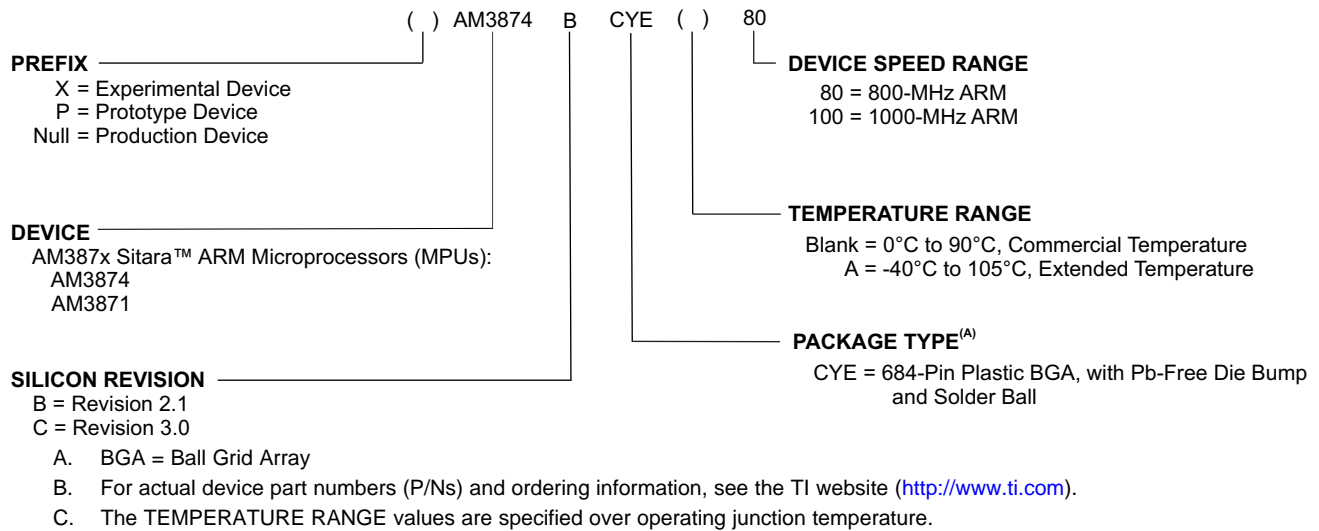 ( ) AM3874 B CYE ( ) 80
PREFIX
X = Experimental Device
P = Prototype Device
Null = Production Device
DEVICE SPEED RANGE
80 = 800-MHz ARM
100 = 1000-MHz ARM
DEVICE
AM387x Sitara™ ARM Microprocessors (MPUs):
AM3874
AM3871
TEMPERATURE RANGE
Blank = 0°C to 90°C, Commercial Temperature
A = -40°C to 105°C, Extended Temperature
PACKAGE TYPE(A)
CYE = 684-Pin Plastic BGA, with Pb-Free Die Bump
and Solder Ball
SILICON REVISION
B = Revision 2.1
C = Revision 3.0
A. BGA = Ball Grid Array
B. For actual device part numbers (P/Ns) and ordering information, see the TI website (http://www.ti.com).
C. The TEMPERATURE RANGE values are specified over operating junction temperature.